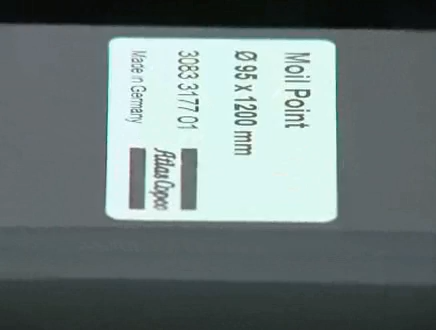 Moil Point
Ø 95 x 1200 mm
3083 3177 01
Made in Germany
Atlas Copco